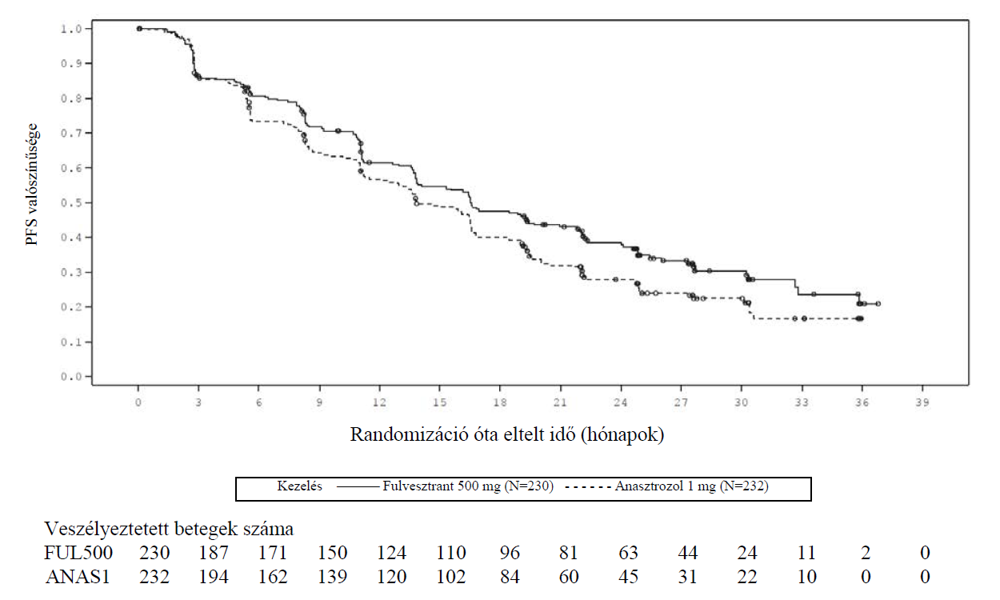 1.0
0.9
0.8
0.7
0.6
0.5
0.4
0.3
0.2
0.1
0.0
PFS valószínűsége
0 3 6 9 12 15 18 21 24 27 30 33 36 39
Randomizáció óta eltelt idő (hónapok)
Kezelés Fulvesztrant 500 mg (N=230) Anasztrozol 1 mg (N=232)
Veszélyeztetett betegek száma
FUL500 230 187 171 150 124 110 96 81 63 44 24 11 2 0
ANAS1 232 194 162 139 120 102 84 60 45 31 22 10 0 0